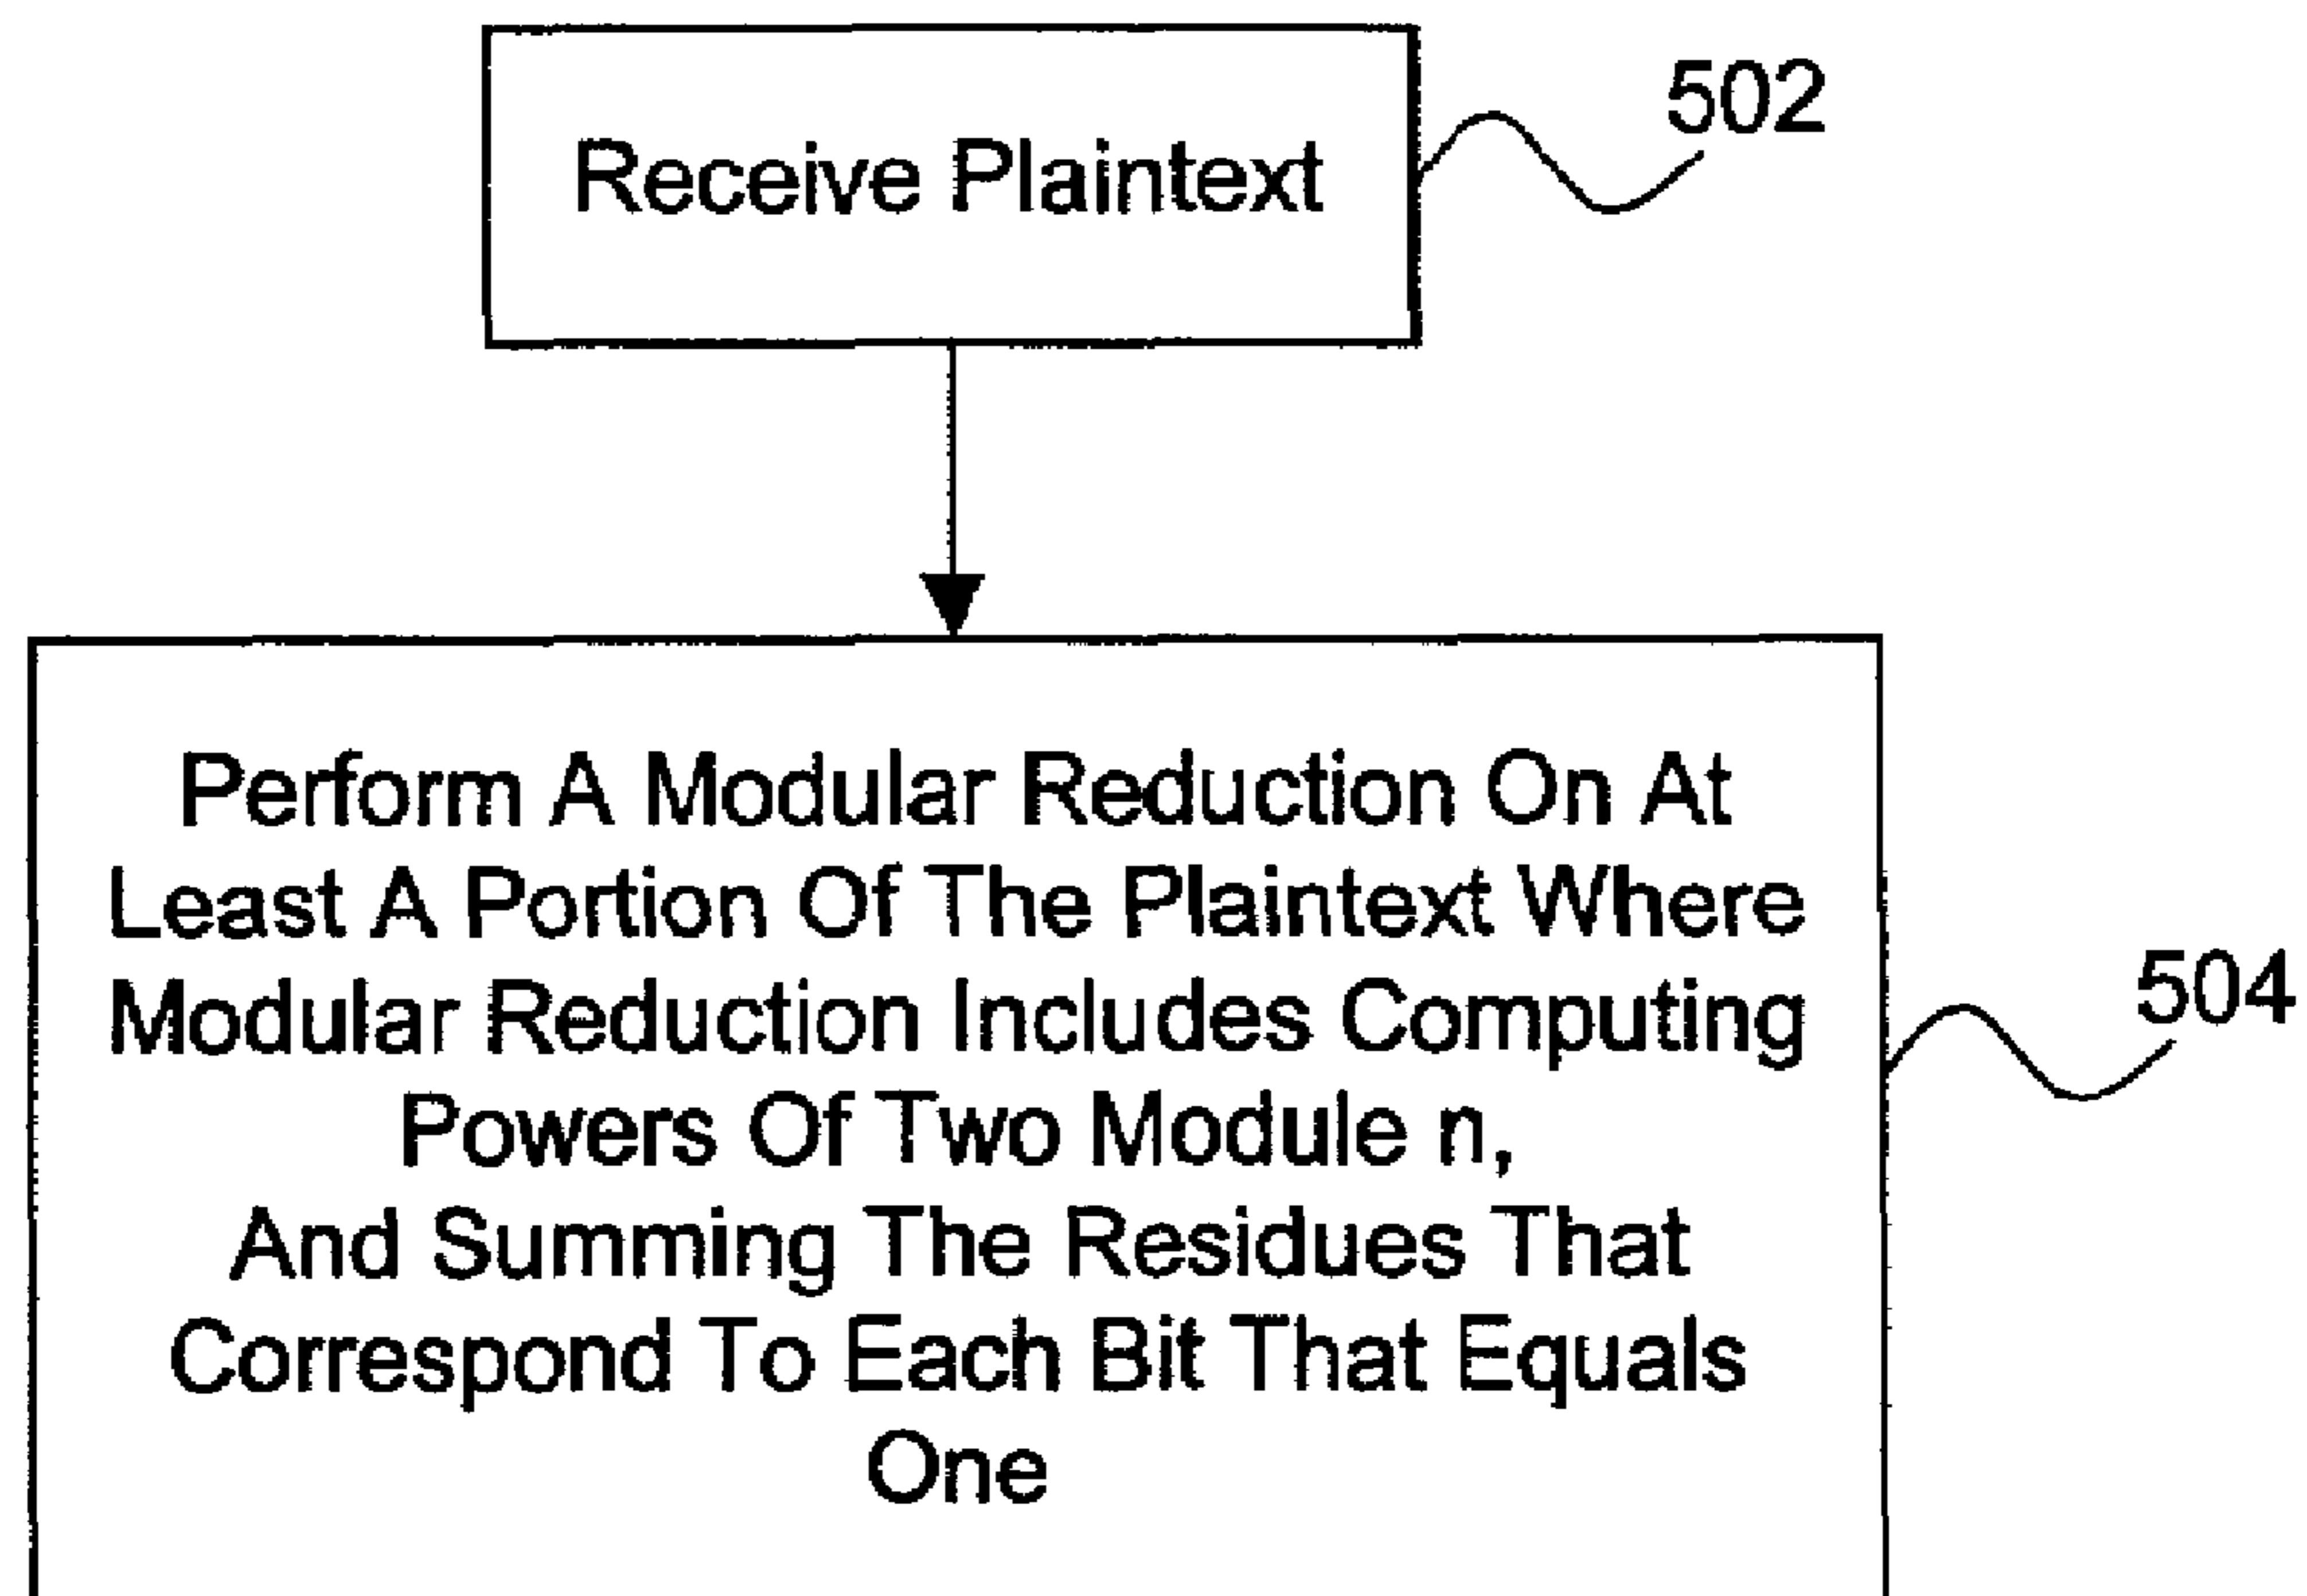 Receive Plaintext
502
Perform A Modular Reduction On At
Least A Portion Of The Plaintext Where
Modular Reduction Includes Computing
Powers Of Two Module n,
And Summing The Residues That
Correspond To Each Bit That Equals
One
504